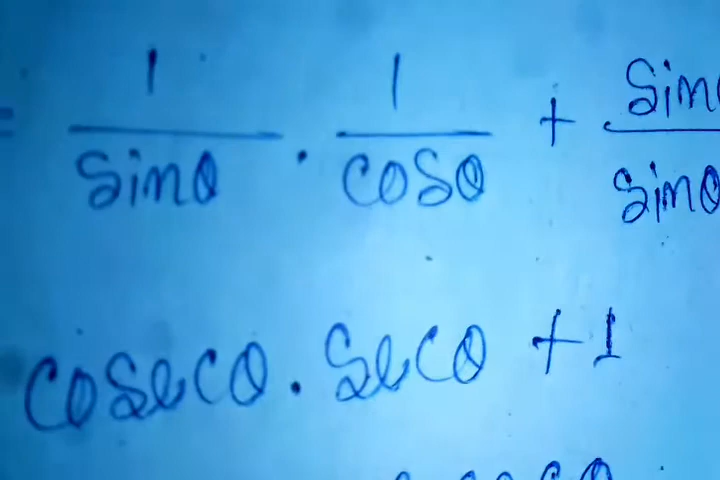 = 1/sinθ · 1/cosθ + sin/sinθ
cosecθ . secθ + 1